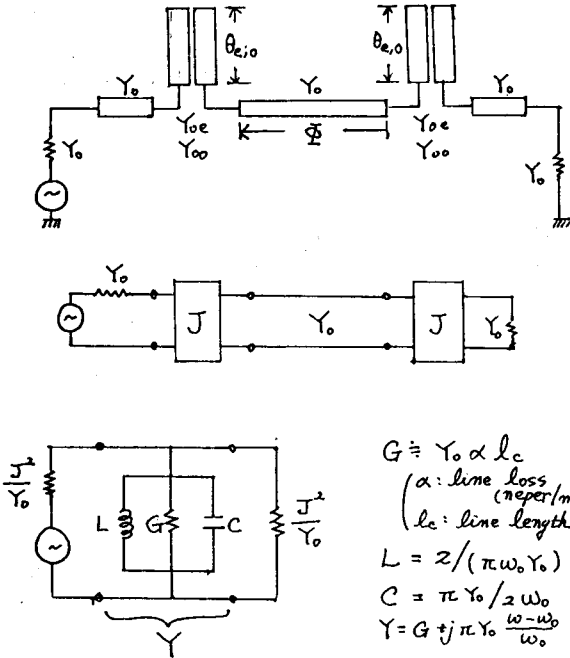 θe,o
θe,o
Yo
Yo
Yo
Yo
Yoe
Yoo
Φ
Yoe
Yoo
Yo
Yo
J
Yo
J
Yo
J²/Yo
L
G
C
J²/Yo
Y
G ≒ Yo α lc
( α : line loss
(neper/m
lc : line length
L = 2/(πωoYo)
C = πYo/2ωo
Y = G + jπYo (ω-ωo)/ωo